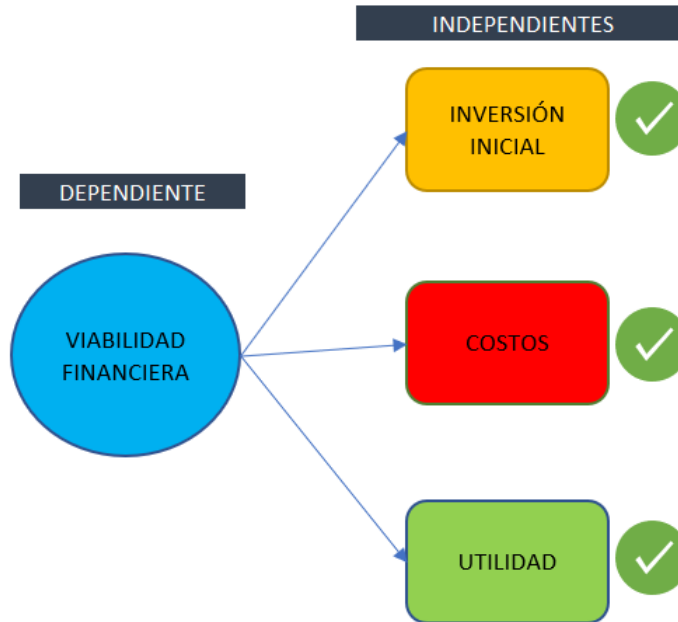 INDEPENDIENTES
INVERSIÓN
INICIAL
DEPENDIENTE
VIABILIDAD
FINANCIERA
COSTOS
UTILIDAD